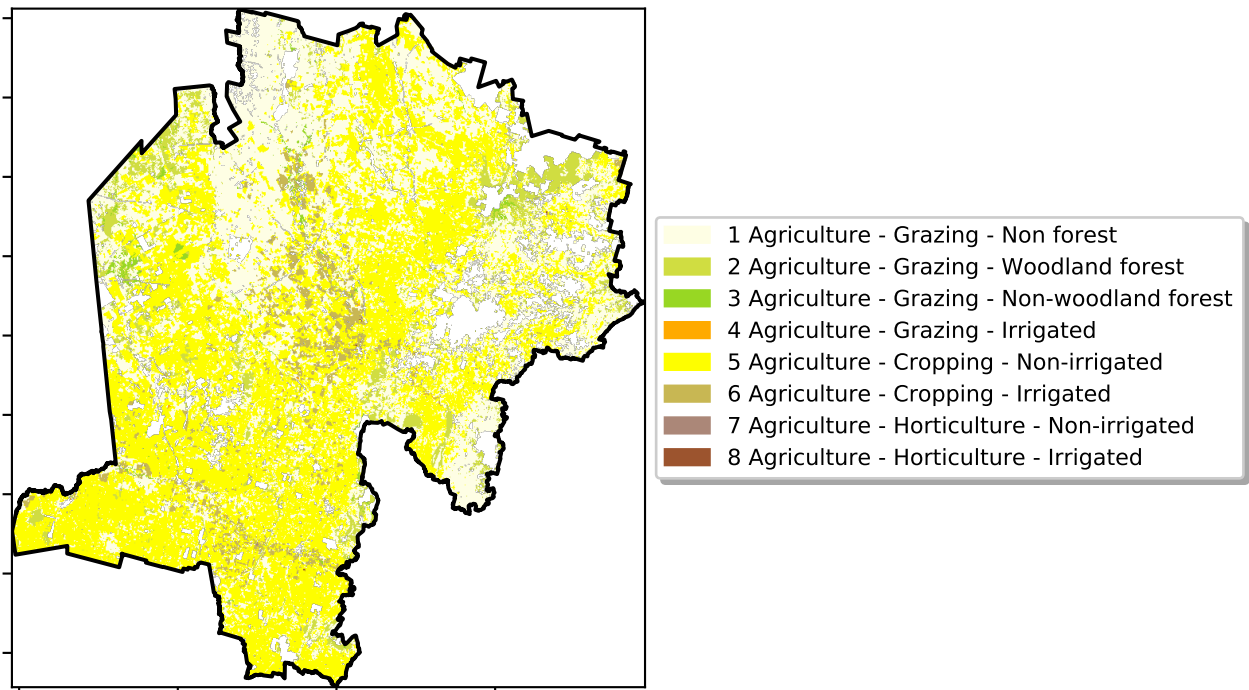 1 Agriculture - Grazing - Non forest
2 Agriculture - Grazing - Woodland forest
3 Agriculture - Grazing - Non-woodland forest
4 Agriculture - Grazing - Irrigated
5 Agriculture - Cropping - Non-irrigated
6 Agriculture - Cropping - Irrigated
7 Agriculture - Horticulture - Non-irrigated
8 Agriculture - Horticulture - Irrigated